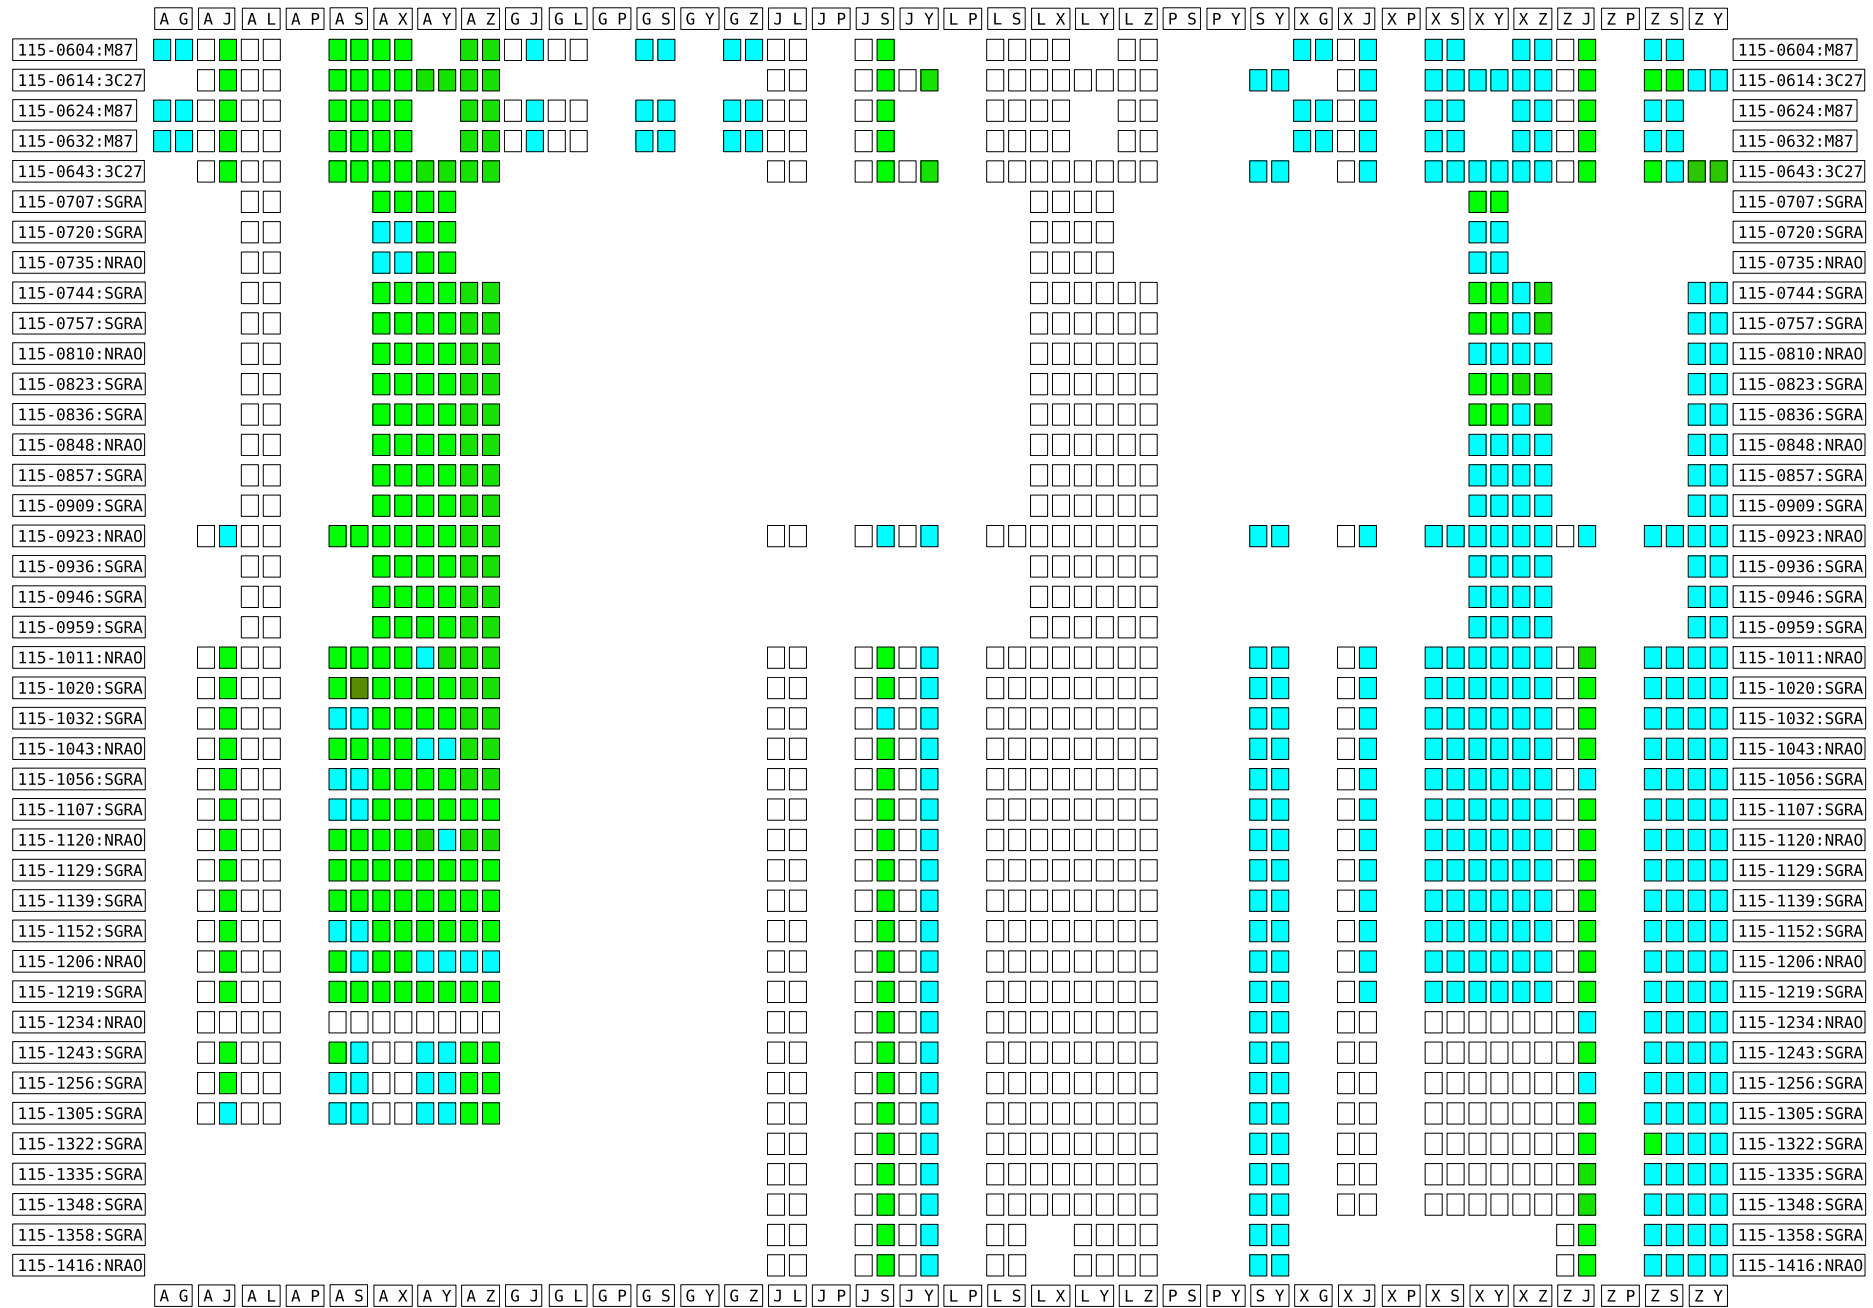 A G A J A L A P A S A X A Y A Z G J G L G P G S G Y G Z J L J P J S J Y L P L S L X L Y L Z P S P Y S Y X G X J X P X S X Y X Z Z J Z P Z S Z Y
115-0604:M87 115-0604:M87
115-0614:3C27 115-0614:3C27
115-0624:M87 115-0624:M87
115-0632:M87 115-0632:M87
115-0643:3C27 115-0643:3C27
115-0707:SGRA 115-0707:SGRA
115-0720:SGRA 115-0720:SGRA
115-0735:NRAO 115-0735:NRAO
115-0744:SGRA 115-0744:SGRA
115-0757:SGRA 115-0757:SGRA
115-0810:NRAO 115-0810:NRAO
115-0823:SGRA 115-0823:SGRA
115-0836:SGRA 115-0836:SGRA
115-0848:NRAO 115-0848:NRAO
115-0857:SGRA 115-0857:SGRA
115-0909:SGRA 115-0909:SGRA
115-0923:NRAO 115-0923:NRAO
115-0936:SGRA 115-0936:SGRA
115-0946:SGRA 115-0946:SGRA
115-0959:SGRA 115-0959:SGRA
115-1011:NRAO 115-1011:NRAO
115-1020:SGRA 115-1020:SGRA
115-1032:SGRA 115-1032:SGRA
115-1043:NRAO 115-1043:NRAO
115-1056:SGRA 115-1056:SGRA
115-1107:SGRA 115-1107:SGRA
115-1120:NRAO 115-1120:NRAO
115-1129:SGRA 115-1129:SGRA
115-1139:SGRA 115-1139:SGRA
115-1152:SGRA 115-1152:SGRA
115-1206:NRAO 115-1206:NRAO
115-1219:SGRA 115-1219:SGRA
115-1234:NRAO 115-1234:NRAO
115-1243:SGRA 115-1243:SGRA
115-1256:SGRA 115-1256:SGRA
115-1305:SGRA 115-1305:SGRA
115-1322:SGRA 115-1322:SGRA
115-1335:SGRA 115-1335:SGRA
115-1348:SGRA 115-1348:SGRA
115-1358:SGRA 115-1358:SGRA
115-1416:NRAO 115-1416:NRAO
A G A J A L A P A S A X A Y A Z G J G L G P G S G Y G Z J L J P J S J Y L P L S L X L Y L Z P S P Y S Y X G X J X P X S X Y X Z Z J Z P Z S Z Y